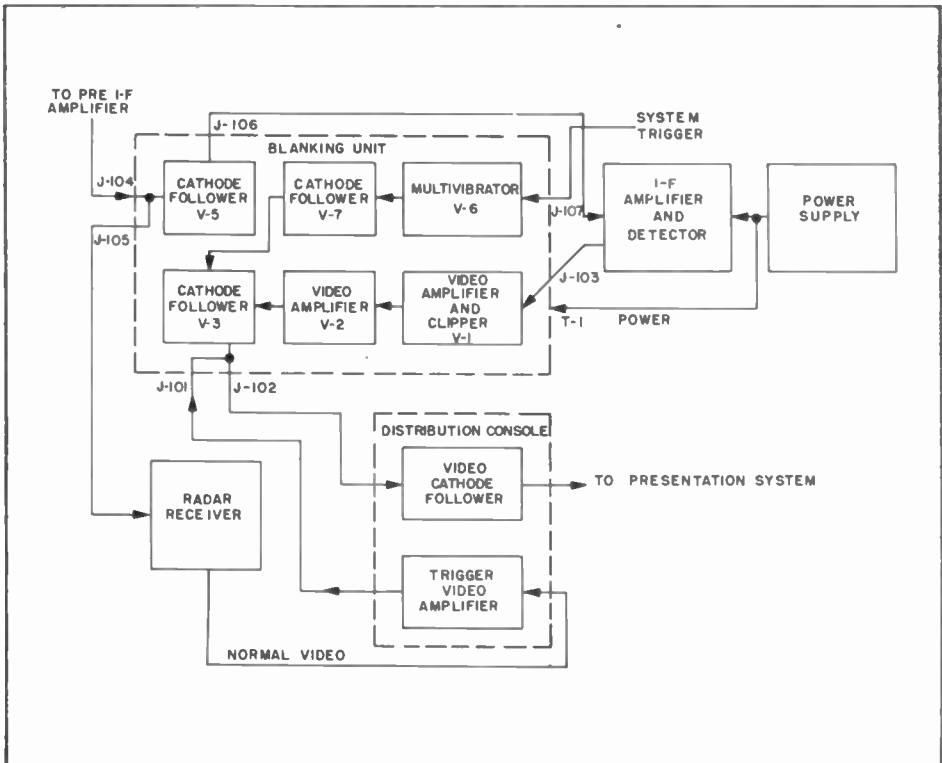 TO PRE I-F
AMPLIFIER
J-106
SYSTEM
TRIGGER
BLANKING UNIT
J-104
CATHODE
FOLLOWER
V-5
CATHODE
FOLLOWER
V-7
MULTIVIBRATOR
V-6
J-107
I-F
AMPLIFIER
AND
DETECTOR
POWER
SUPPLY
J-105
J-103
CATHODE
FOLLOWER
V-3
VIDEO
AMPLIFIER
V-2
VIDEO
AMPLIFIER
AND
CLIPPER
V-1
T-1 POWER
J-101
J-102
DISTRIBUTION CONSOLE
RADAR
RECEIVER
VIDEO
CATHODE
FOLLOWER
TO PRESENTATION SYSTEM
TRIGGER
VIDEO
AMPLIFIER
NORMAL VIDEO